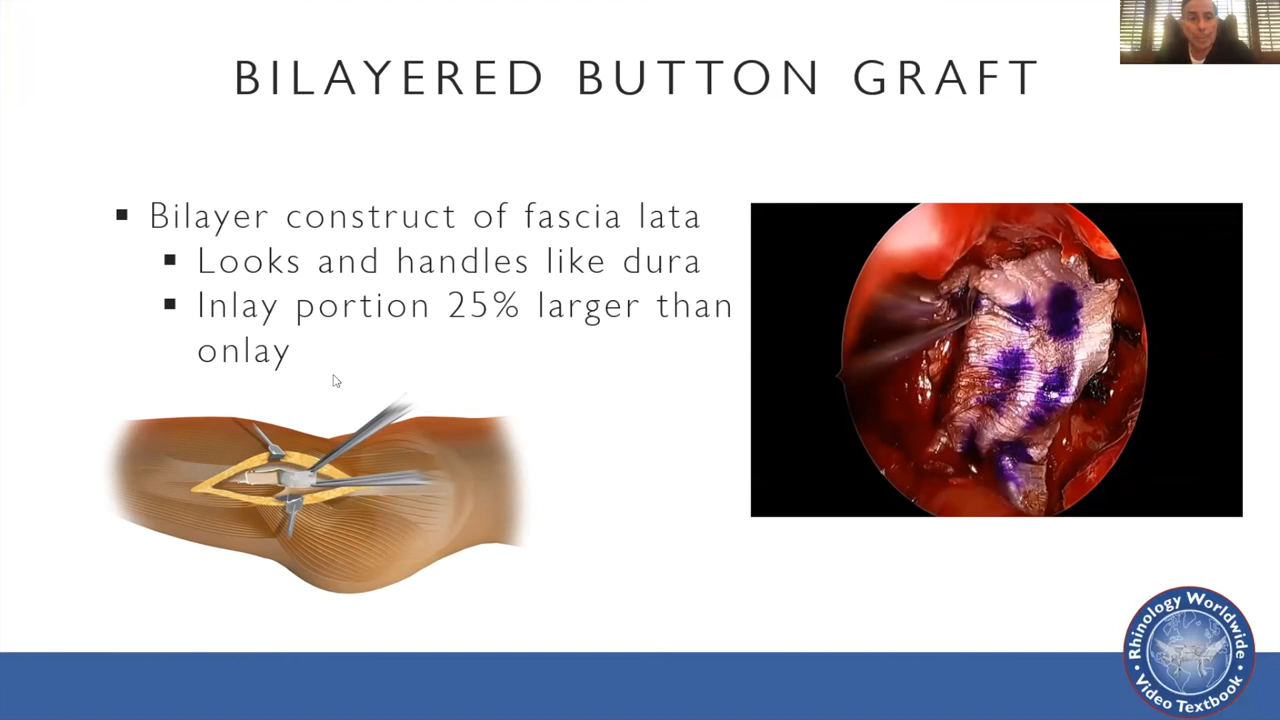 BILAYERED BUTTON GRAFT
▪ Bilayer construct of fascia lata
▪ Looks and handles like dura
▪ Inlay portion 25% larger than
onlay
Rhinology Worldwide
• Video Textbook •